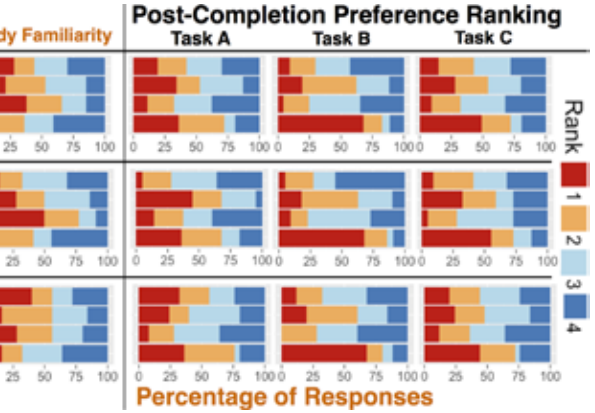 Post-Completion Preference Ranking
dy Familiarity Task A Task B Task C
25 50 75 100 0 25 50 75 100 0 25 50 75 100 0 25 50 75 100
25 50 75 100 0 25 50 75 100 0 25 50 75 100 0 25 50 75 100
25 50 75 100 0 25 50 75 100 0 25 50 75 100 0 25 50 75 100
Percentage of Responses
Rank
1
2
3
4